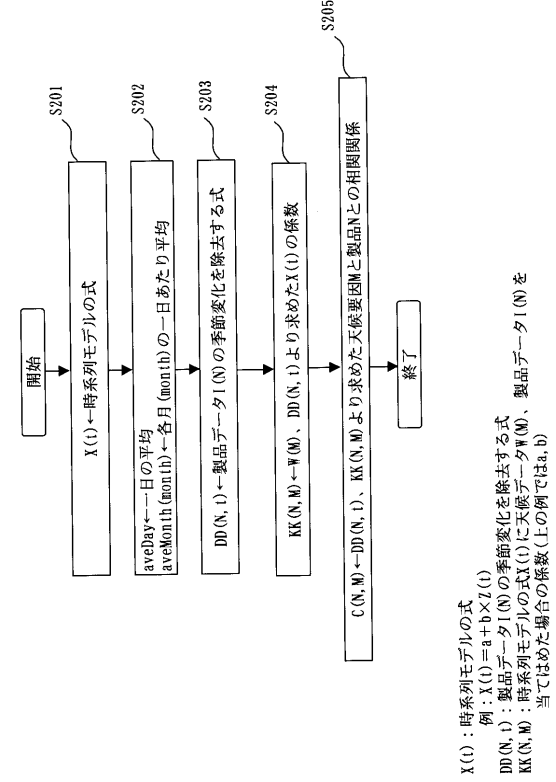 開始
X(t)←時系列モデルの式
S201
aveDay←一日の平均
aveMonth(month)←各月(month)の一日あたり平均
S202
DD(N,t)←製品データI(N)の季節変化を除去する式
S203
KK(N,M)←W(M)、DD(N,t)より求めたX(t)の係数
S204
C(N,M)←DD(N,t)、KK(N,M)より求めた天候要因Mと製品Nとの相関関係
S205
終了
X(t)：時系列モデルの式
例：X(t)＝a＋b×Z(t)
DD(N,t)：製品データI(N)の季節変化を除去する式
KK(N,M)：時系列モデルの式X(t)に天候データW(M)、製品データI(N)を
当てはめた場合の係数(上の例ではa,b)